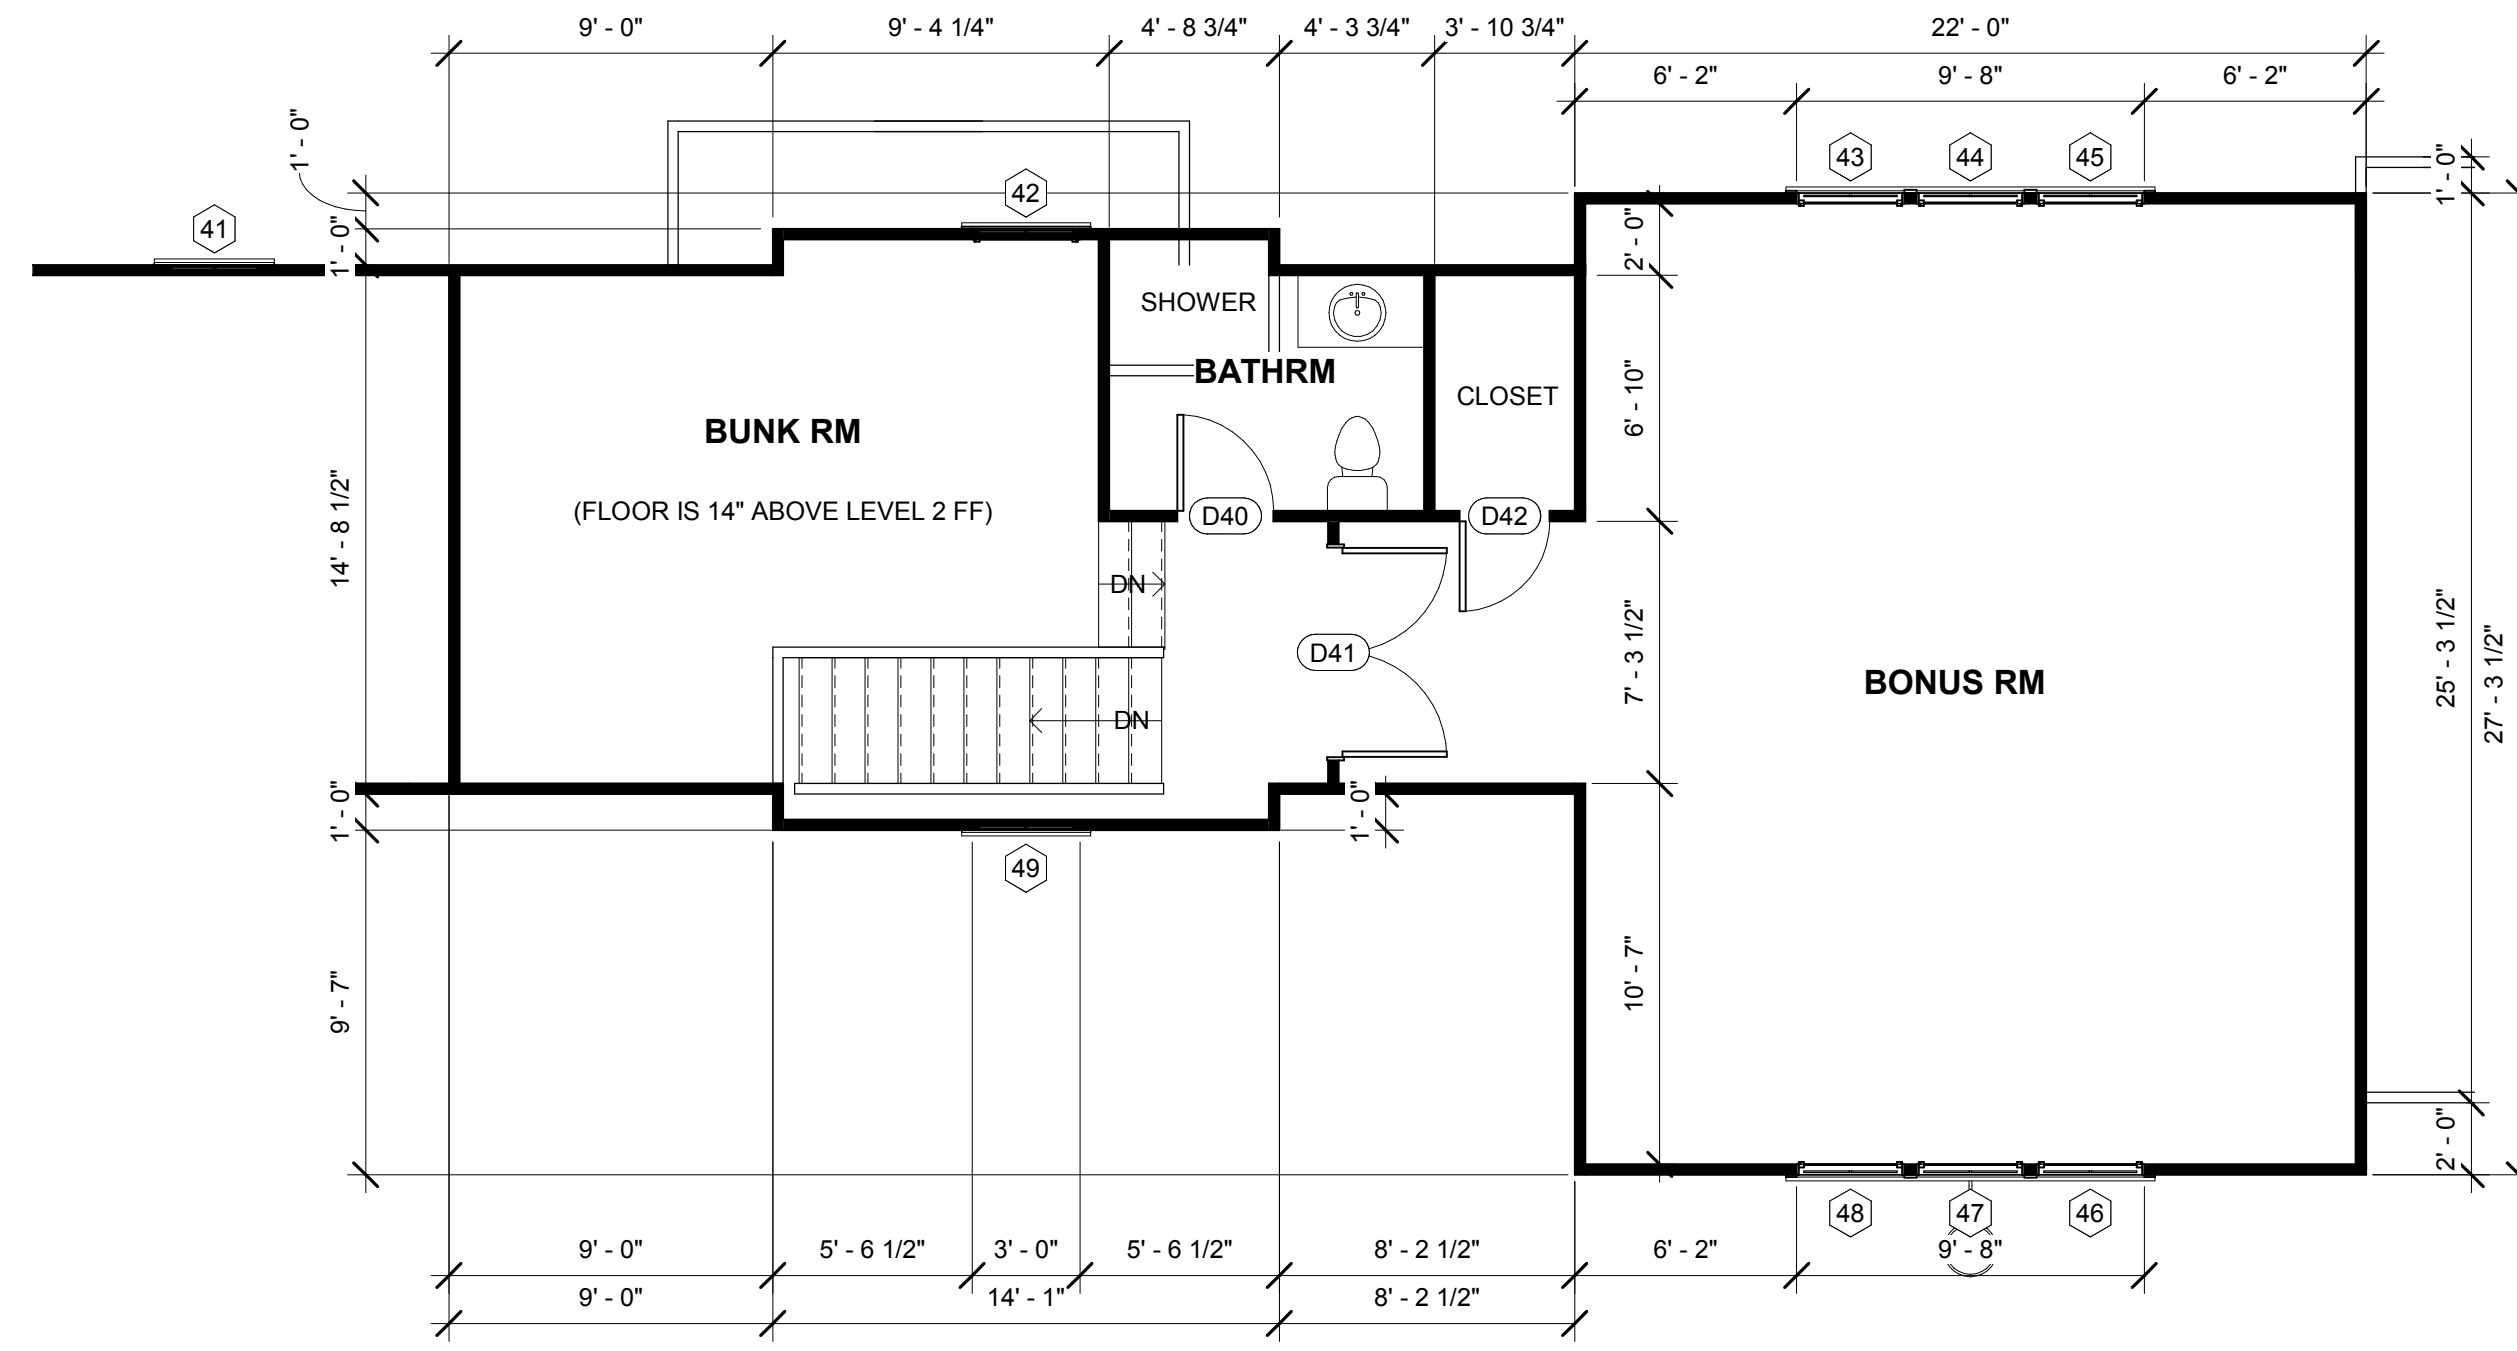 9' - 0" 9' - 4 1/4" 4' - 8 3/4" 4' - 3 3/4" 3' - 10 3/4" 22' - 0"
6' - 2" 9' - 8" 6' - 2"
1' - 0"
43 44 45
1' - 0"
42
41
1' - 0"
2' - 0"
SHOWER
BATHRM
CLOSET
6' - 10"
BUNK RM
(FLOOR IS 14" ABOVE LEVEL 2 FF)
D40
D42
14' - 8 1/2"
DN
D41
7' - 3 1/2"
BONUS RM
25' - 3 1/2"
27' - 3 1/2"
DN
1' - 0"
1' - 0"
49
9' - 7"
10' - 7"
2' - 0"
48 47 46
9' - 0" 5' - 6 1/2" 3' - 0" 5' - 6 1/2" 8' - 2 1/2" 6' - 2" 9' - 8"
9' - 0" 14' - 1" 8' - 2 1/2"